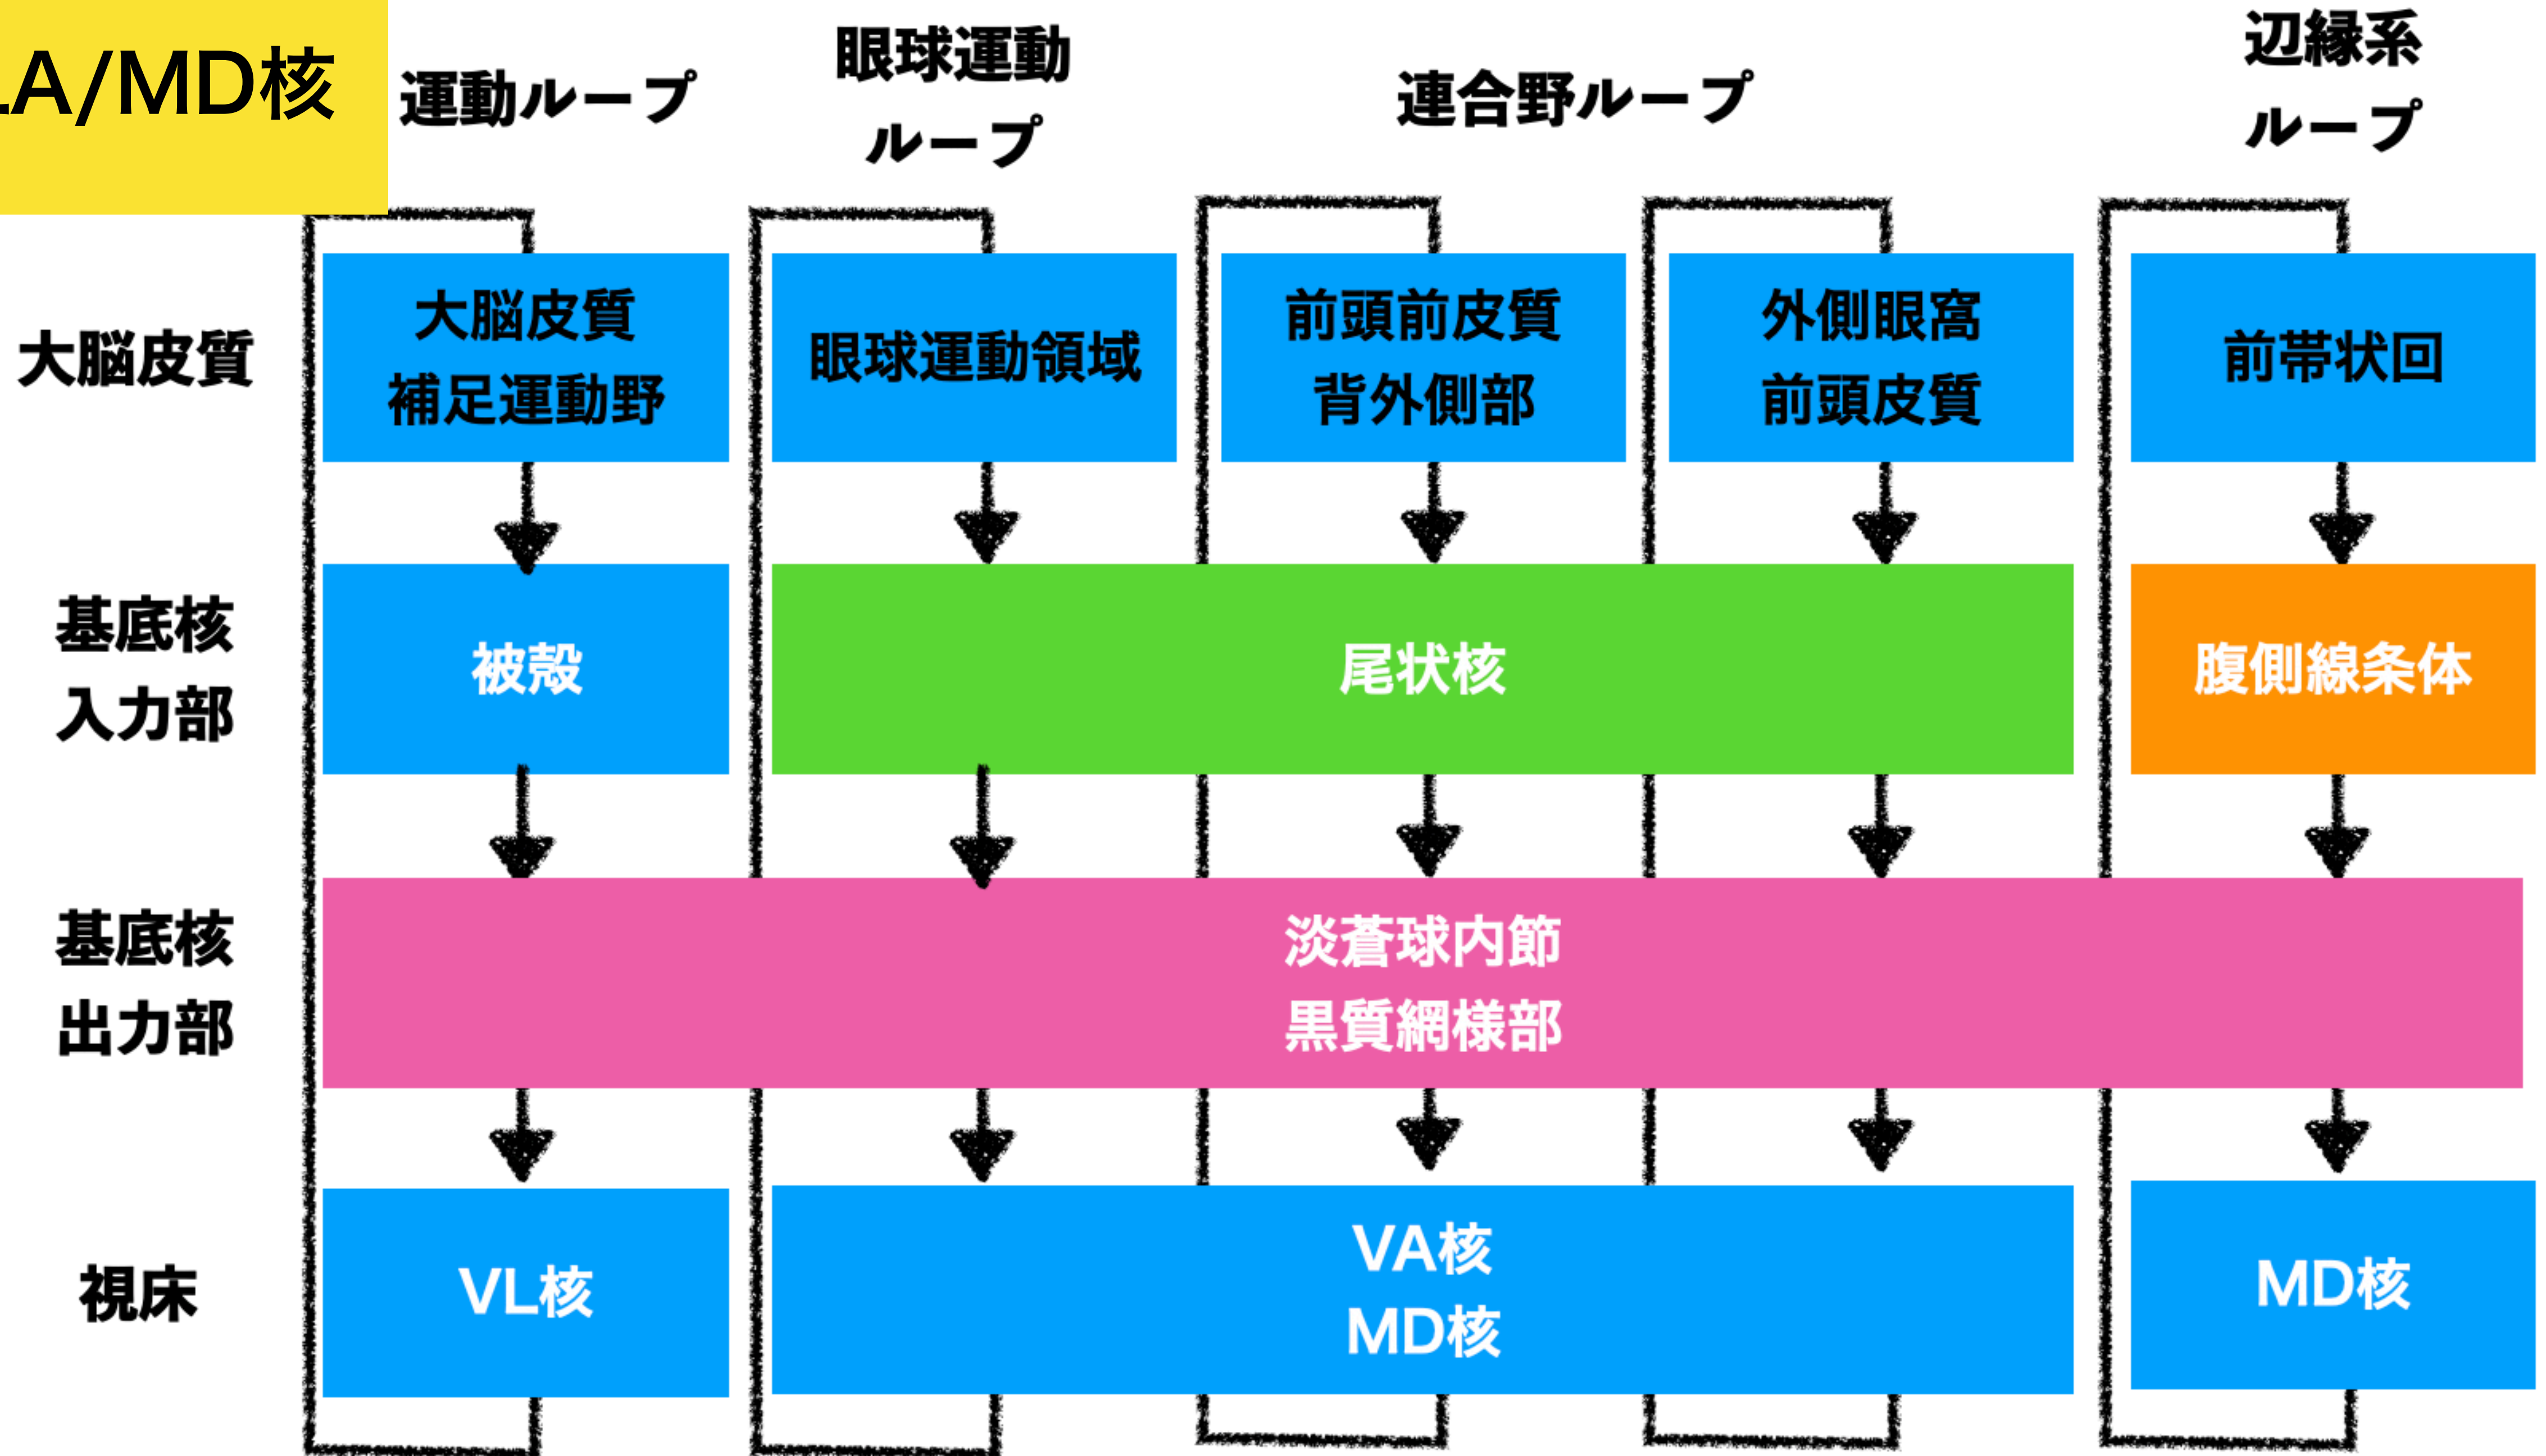 LA/MD核
運動ループ
眼球運動
ループ
連合野ループ
辺縁系
ループ
大脳皮質
大脳皮質
補足運動野
眼球運動領域
前頭前皮質
背外側部
外側眼窩
前頭皮質
前帯状回
基底核
入力部
被殻
尾状核
腹側線条体
基底核
出力部
淡蒼球内節
黒質網様部
視床
VL核
VA核
MD核
MD核